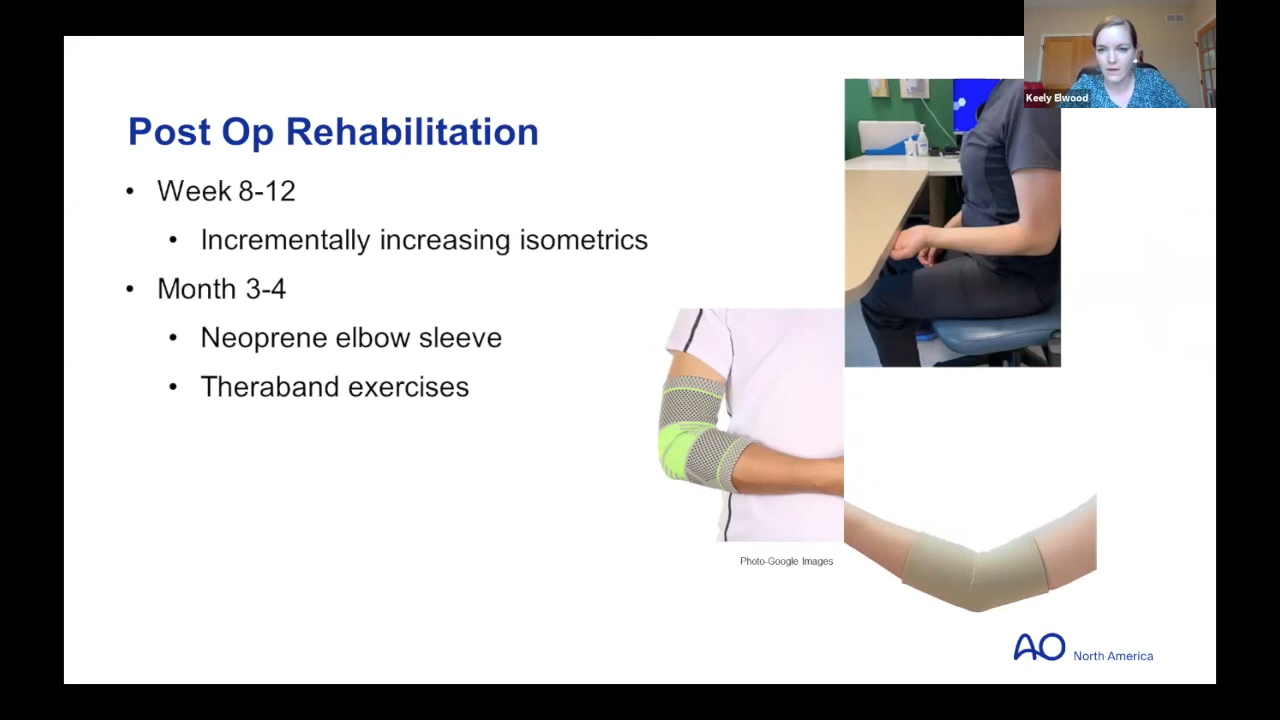 Keely Elwood
Post Op Rehabilitation
• Week 8-12
• Incrementally increasing isometrics
• Month 3-4
• Neoprene elbow sleeve
• Theraband exercises
Photo-Google Images
AO North America